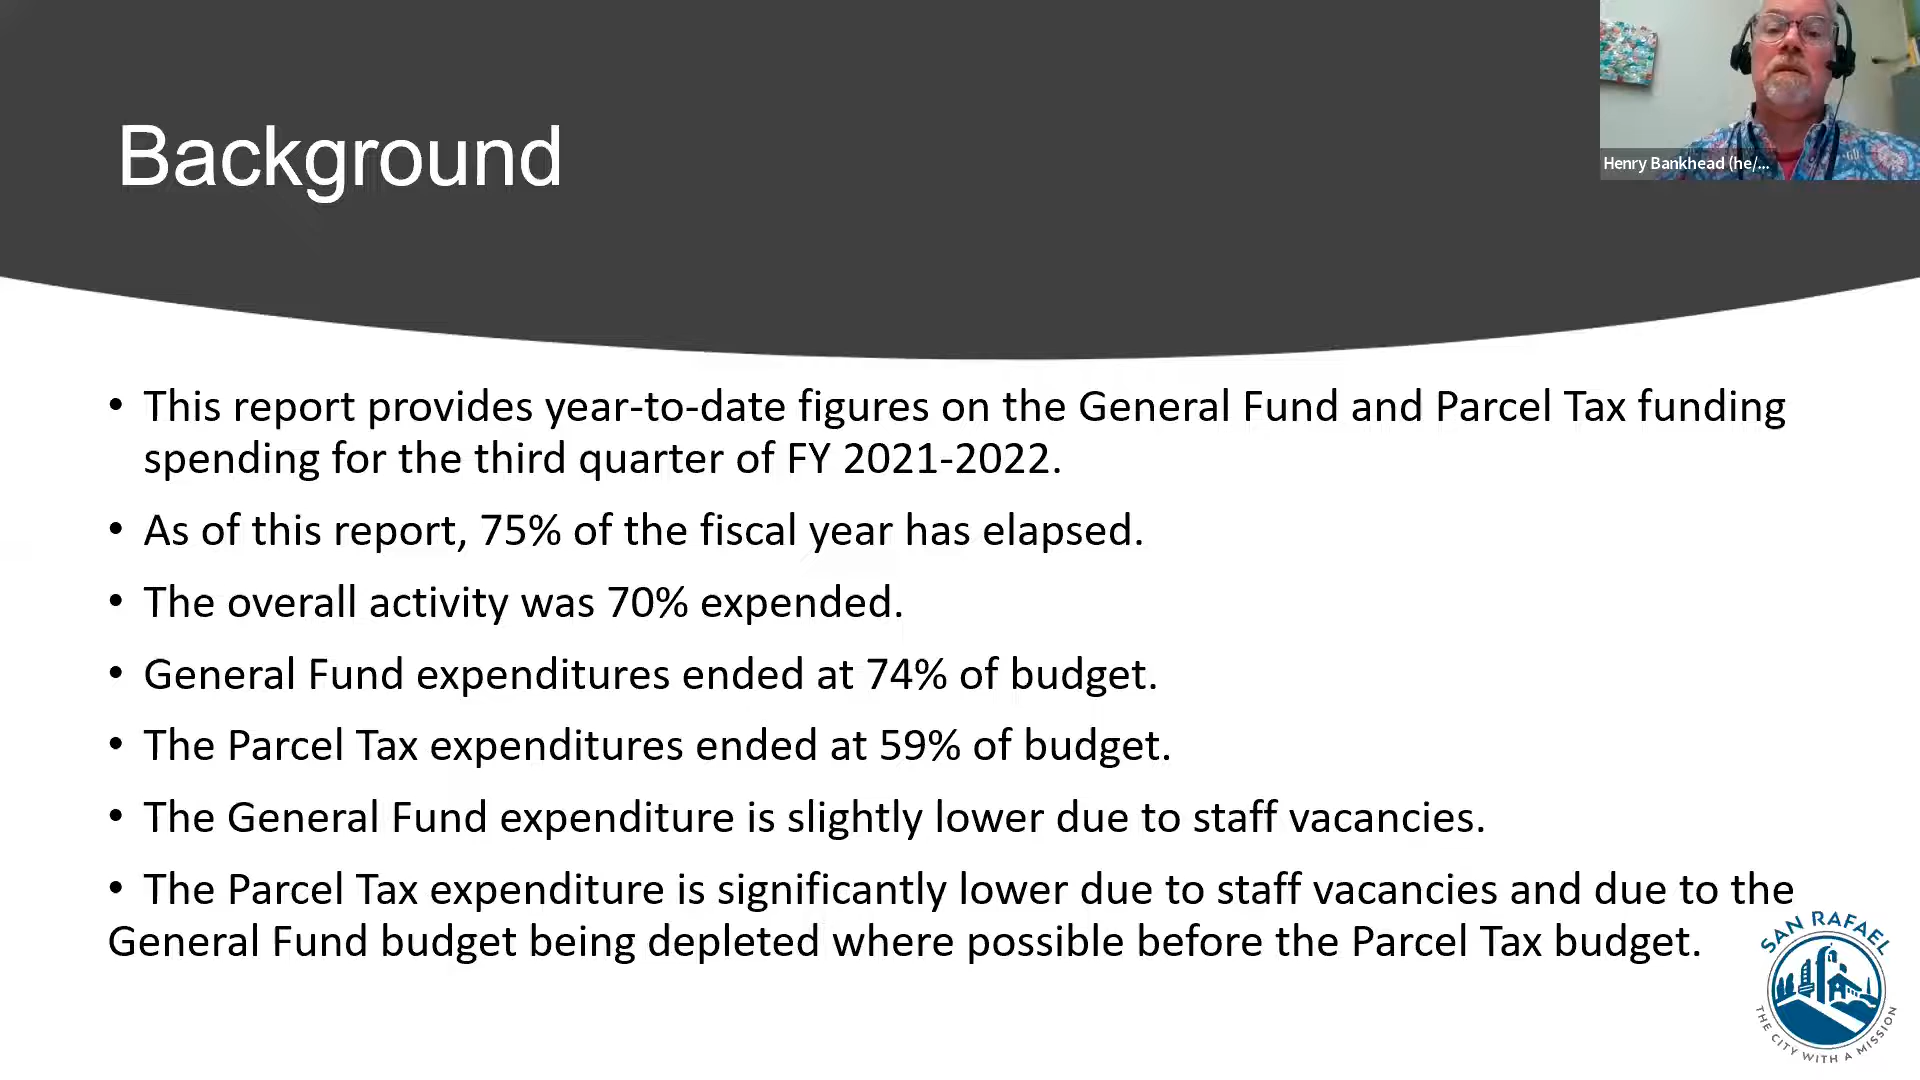 Background
Henry Bankhead (he/...
• This report provides year-to-date figures on the General Fund and Parcel Tax funding
spending for the third quarter of FY 2021-2022.
• As of this report, 75% of the fiscal year has elapsed.
• The overall activity was 70% expended.
• General Fund expenditures ended at 74% of budget.
• The Parcel Tax expenditures ended at 59% of budget.
• The General Fund expenditure is slightly lower due to staff vacancies.
• The Parcel Tax expenditure is significantly lower due to staff vacancies and due to the
General Fund budget being depleted where possible before the Parcel Tax budget.
SAN RAFAEL
THE CITY WITH A MISSION